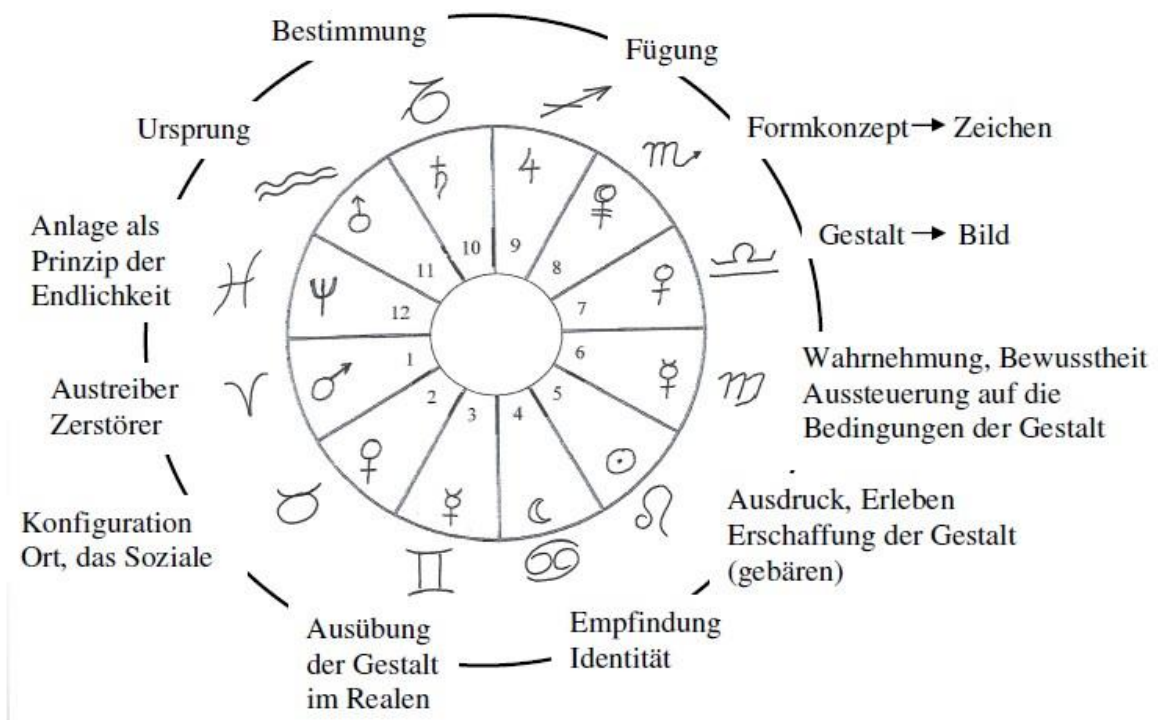 Bestimmung
Fügung
Ursprung
Formkonzept → Zeichen
Anlage als
Prinzip der
Endlichkeit
Gestalt → Bild
Austreiber
Zerstörer
Wahrnehmung, Bewusstheit
Aussteuerung auf die
Bedingungen der Gestalt
Konfiguration
Ort, das Soziale
Ausdruck, Erleben
Erschaffung der Gestalt
(gebären)
Ausübung
der Gestalt
im Realen
Empfindung
Identität
♑ ♐
♏
♒
♎
♓
♈
♍
♉
♌
♊ ♋
♄ ♃
♆
♂
♀
☿
☾
☉
☿
♀
10 9
11 8
12 7
1 6
2 5
3 4